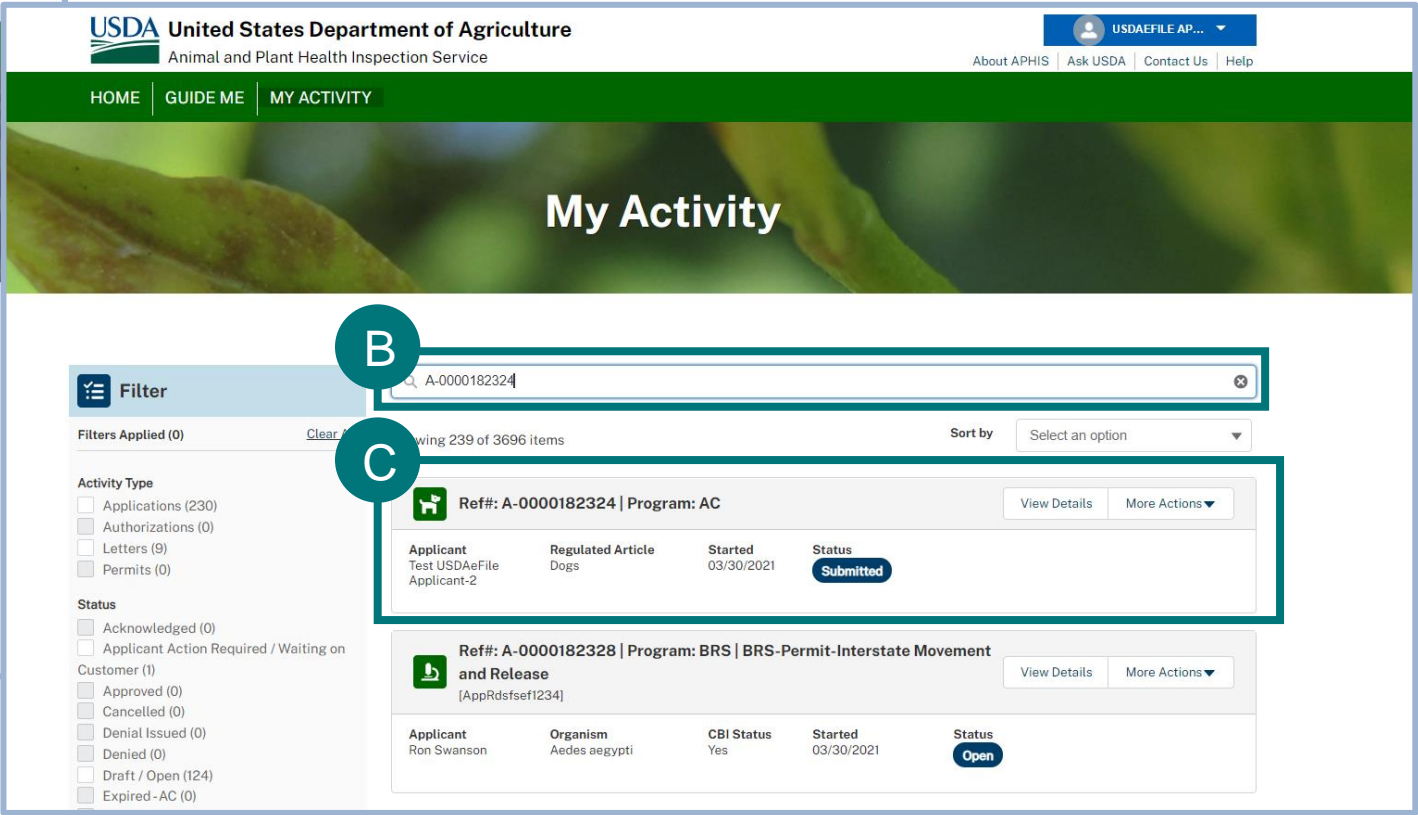 USDA United States Department of Agriculture
Animal and Plant Health Inspection Service
USDAEFILE AP...
About APHIS Ask USDA Contact Us Help
HOME GUIDE ME MY ACTIVITY
My Activity
B
A-0000182324
Filter
Filters Applied (0) Clear
C
239 of 3696 items
Sort by Select an option
Activity Type
Applications (230)
Authorizations (0)
Letters (9)
Permits (0)
Status
Acknowledged (0)
Applicant Action Required / Waiting on
Customer (1)
Approved (0)
Cancelled (0)
Denial Issued (0)
Denied (0)
Draft / Open (124)
Expired - AC (0)
Ref#: A-0000182324 | Program: AC
View Details More Actions
Applicant Regulated Article Started Status
Test USDAeFile Dogs 03/30/2021 Submitted
Applicant-2
Ref#: A-0000182328 | Program: BRS | BRS-Permit-Interstate Movement
and Release
[AppRdsfsef1234]
View Details More Actions
Applicant Organism CBI Status Started Status
Ron Swanson Aedes aegypti Yes 03/30/2021 Open